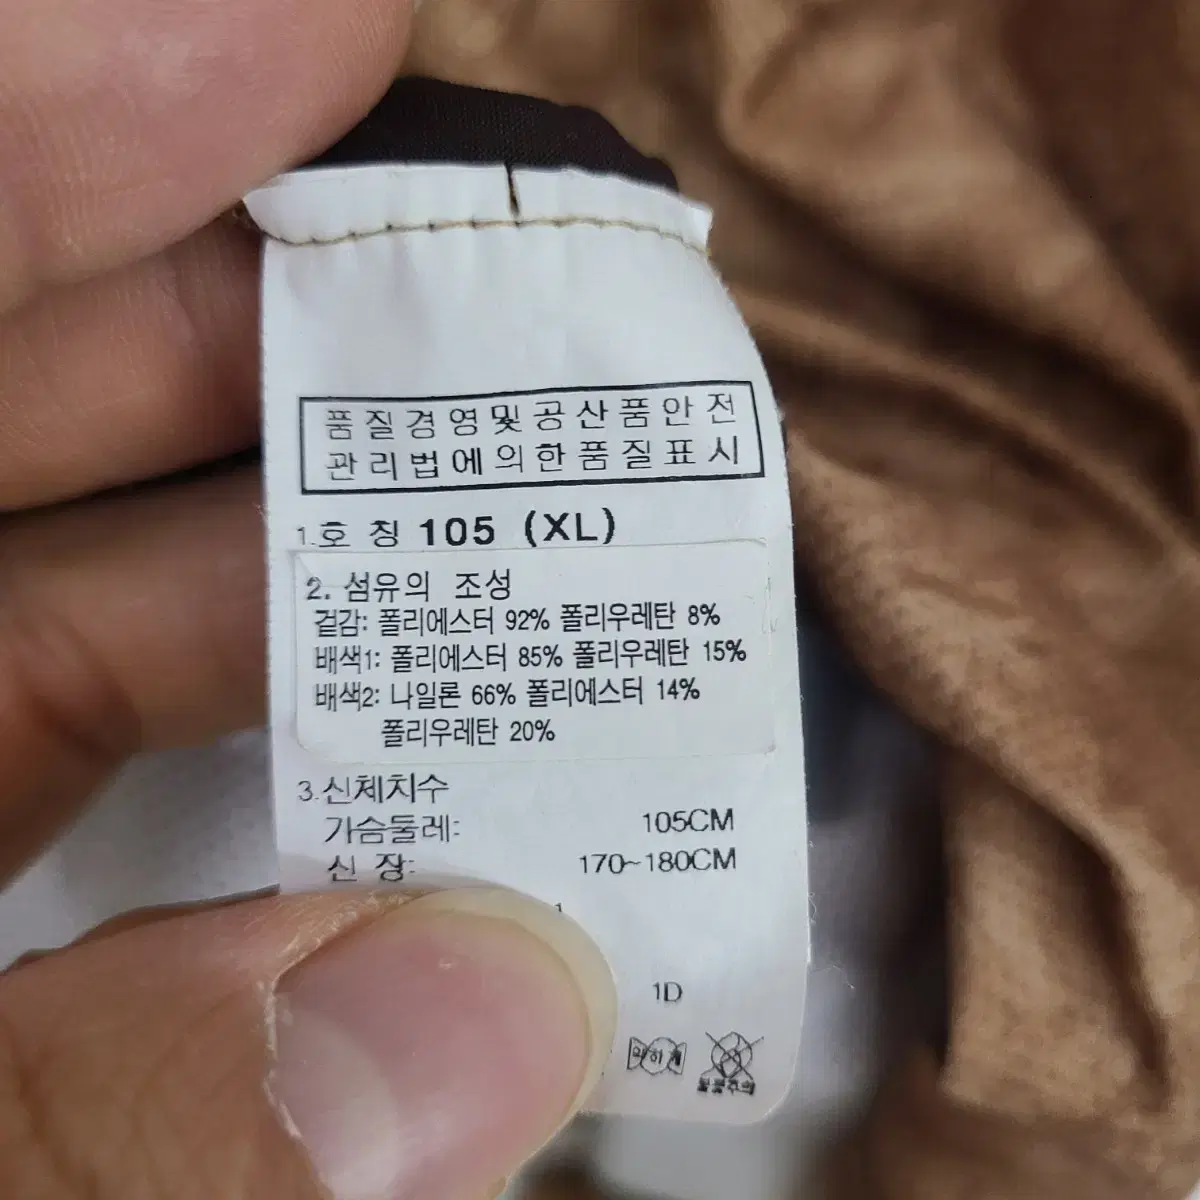 품질경영및공산품안전
관리법에의한품질표시
1.호 칭 105 (XL)
2. 섬유의 조성
겉감: 폴리에스터 92% 폴리우레탄 8%
배색1: 폴리에스터 85% 폴리우레탄 15%
배색2: 나일론 66% 폴리에스터 14%
폴리우레탄 20%
3.신체치수
가슴둘레: 105CM
신 장: 170~180CM
1D
약하게